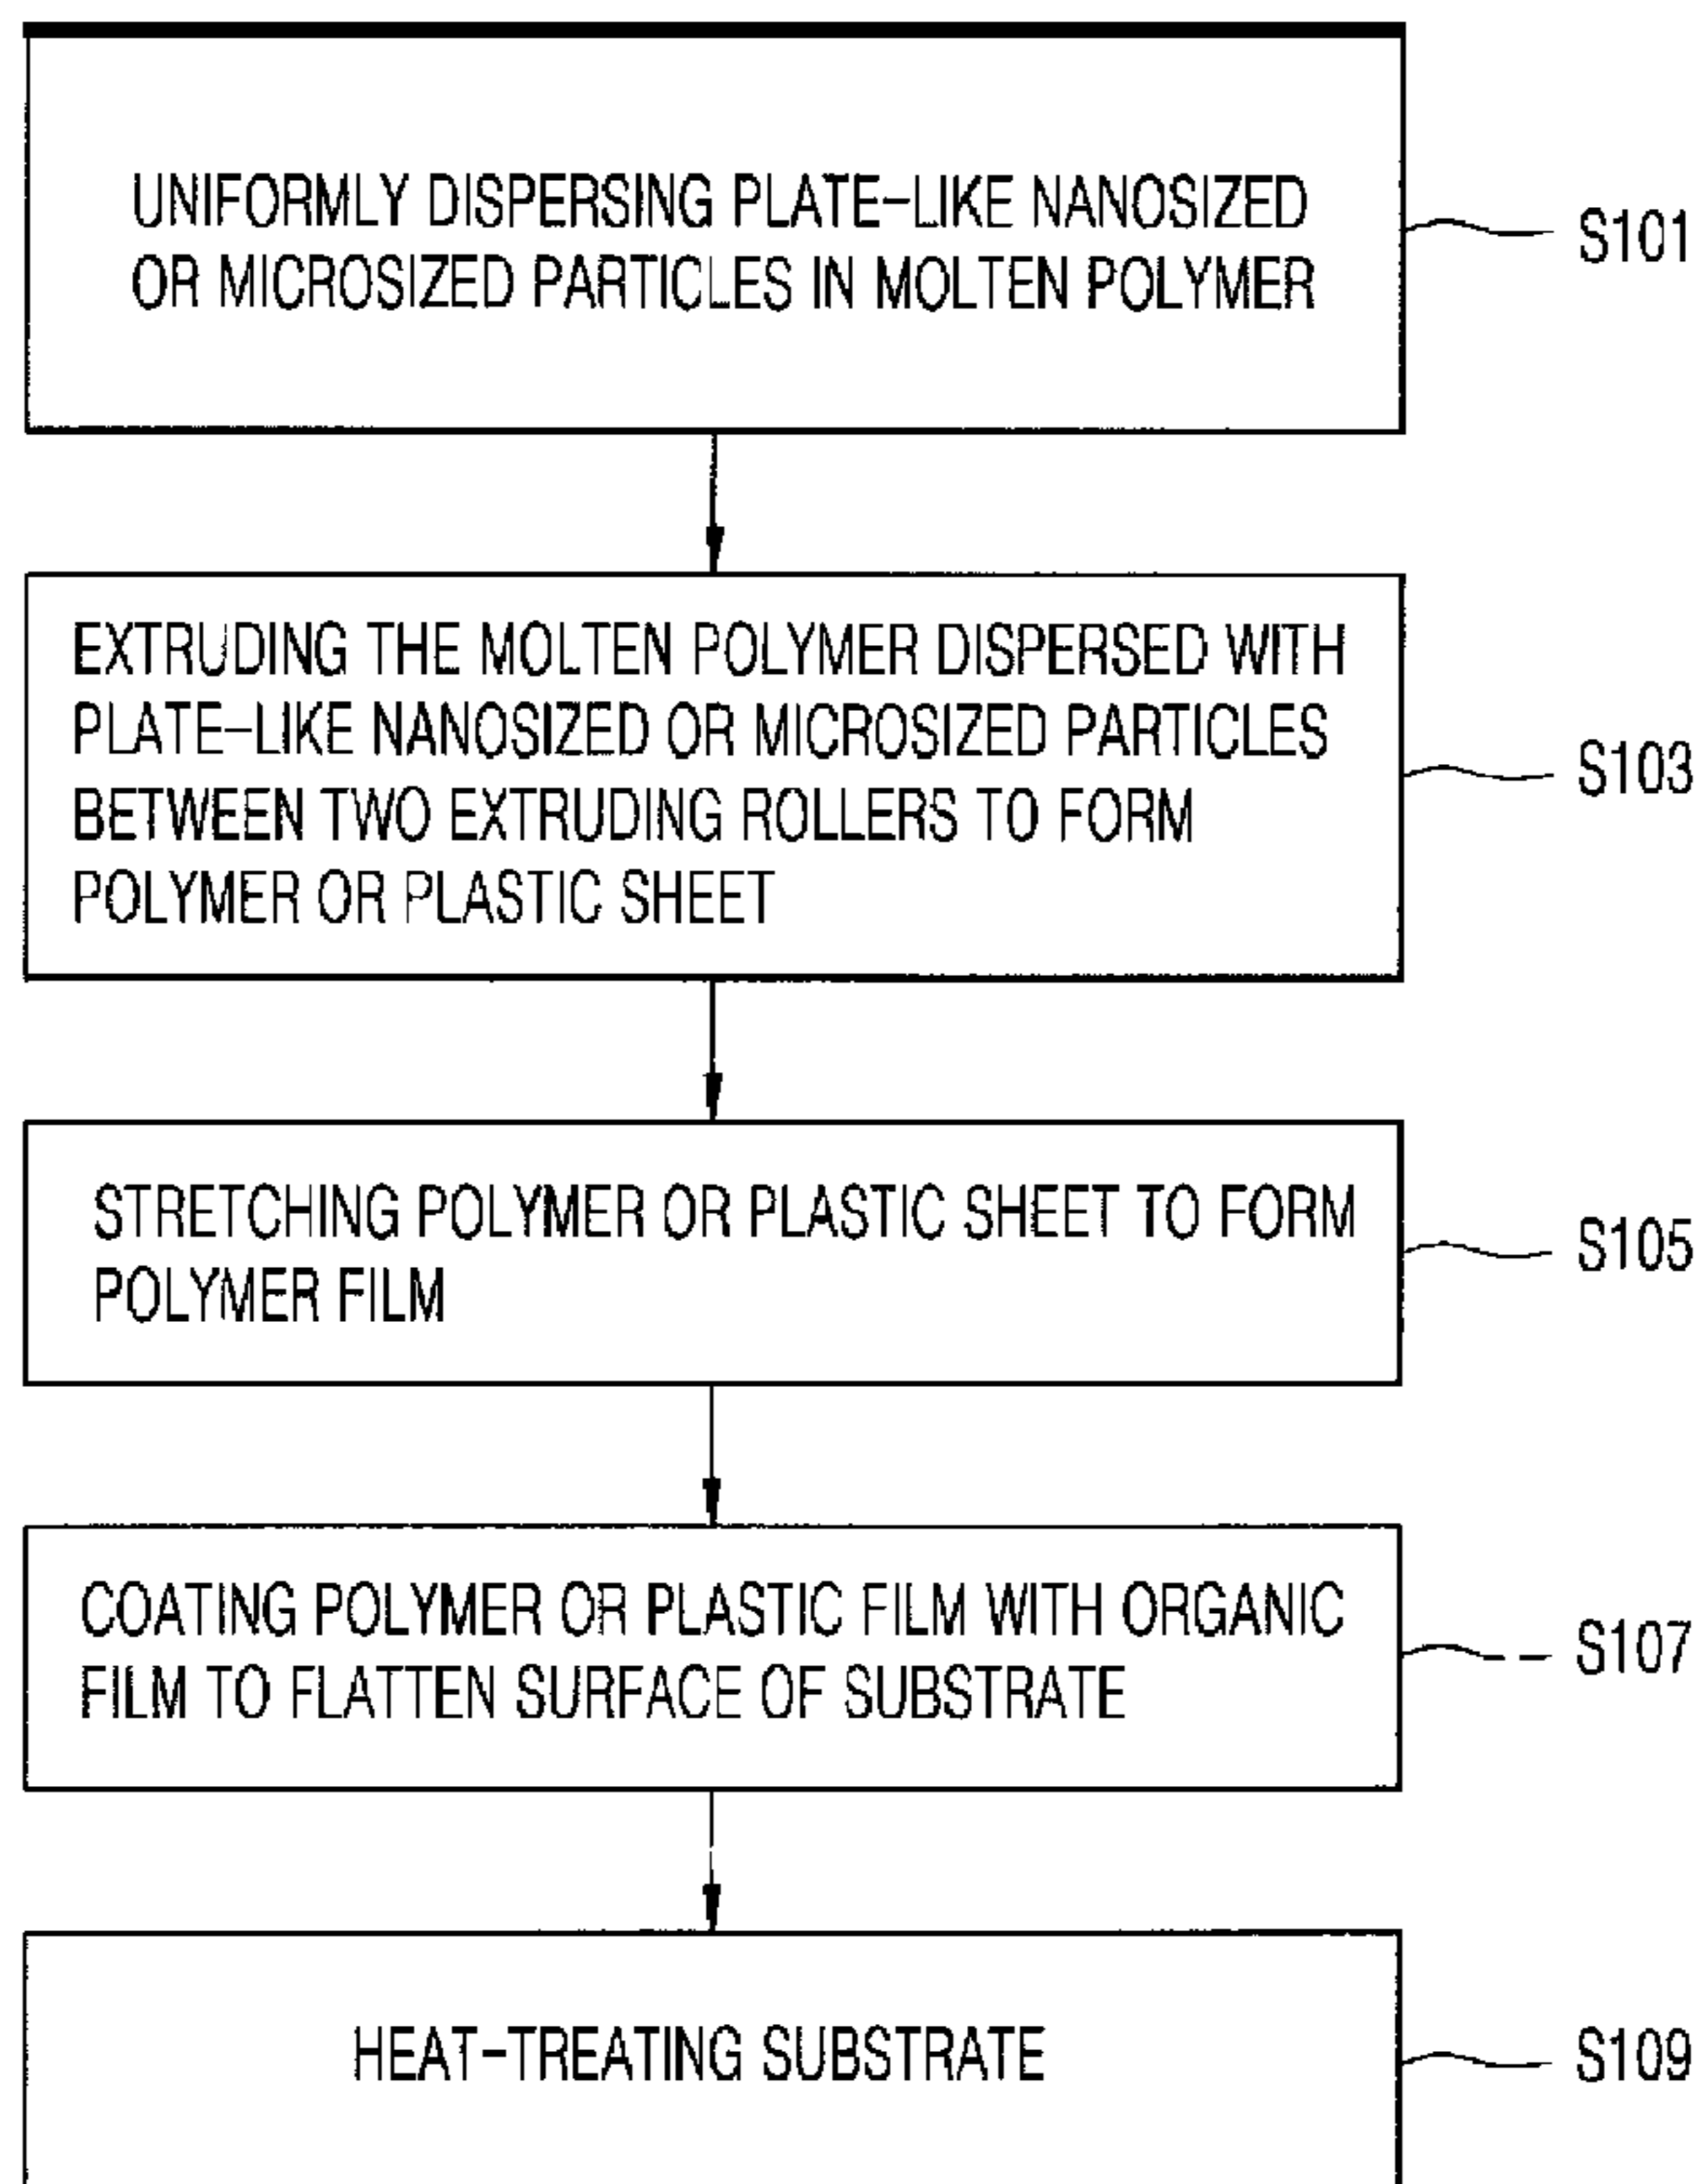 UNIFORMLY DISPERSING PLATE-LIKE NANOSIZED
OR MICROSIZED PARTICLES IN MOLTEN POLYMER
S101
EXTRUDING THE MOLTEN POLYMER DISPERSED WITH
PLATE-LIKE NANOSIZED OR MICROSIZED PARTICLES
BETWEEN TWO EXTRUDING ROLLERS TO FORM
POLYMER OR PLASTIC SHEET
S103
STRETCHING POLYMER OR PLASTIC SHEET TO FORM
POLYMER FILM
S105
COATING POLYMER OR PLASTIC FILM WITH ORGANIC
FILM TO FLATTEN SURFACE OF SUBSTRATE
S107
HEAT-TREATING SUBSTRATE
S109